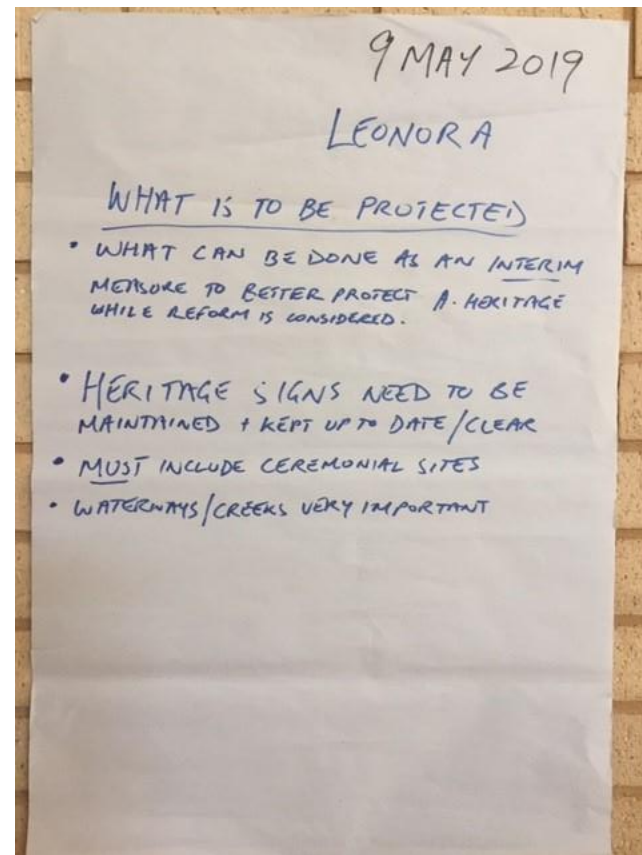 9 MAY 2019
LEONORA
WHAT IS TO BE PROTECTED
• WHAT CAN BE DONE AS AN INTERIM
MEASURE TO BETTER PROTECT A. HERITAGE
WHILE REFORM IS CONSIDERED.
• HERITAGE SIGNS NEED TO BE
MAINTAINED + KEPT UP TO DATE/CLEAR
• MUST INCLUDE CEREMONIAL SITES
• WATERWAYS/CREEKS VERY IMPORTANT